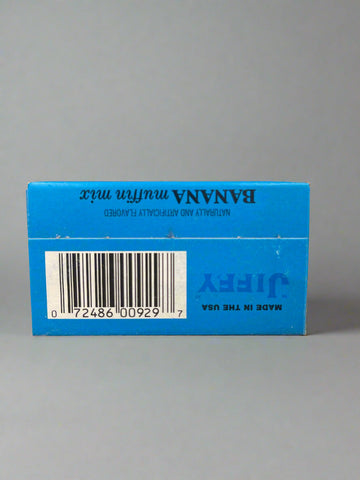 BANANA muffin mix
NATURALLY AND ARTIFICIALLY FLAVORED
JIFFY
MADE IN THE USA
0 72486 00929 7